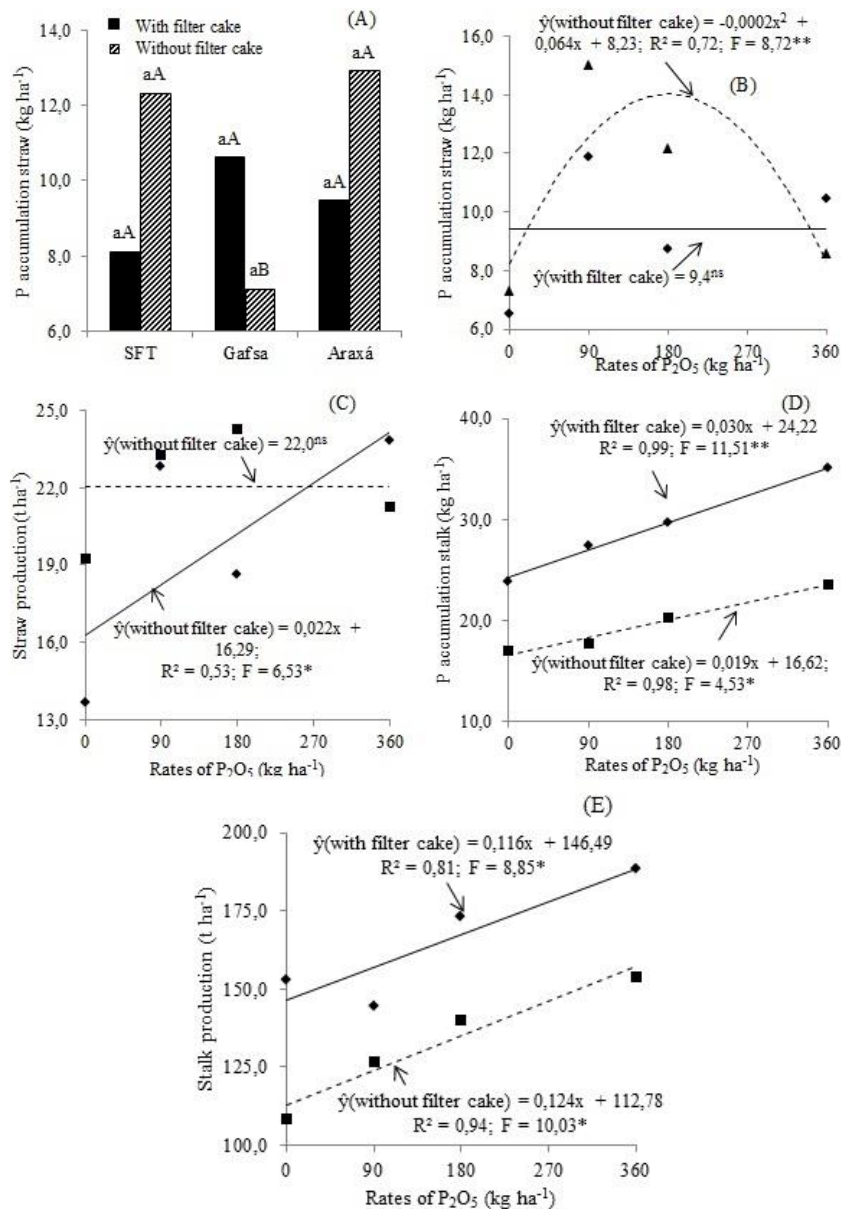 (A)
With filter cake
Without filter cake
P accumulation straw (kg ha⁻¹)
14,0
12,0
10,0
8,0
6,0
aA
aA
aA
aB
aA
aA
SFT
Gafsa
Araxá
ŷ(without filter cake) = -0,0002x² +
0,064x + 8,23; R² = 0,72; F = 8,72**
(B)
P accumulation straw (kg ha⁻¹)
16,0
14,0
12,0
10,0
8,0
6,0
ŷ(with filter cake) = 9,4ⁿˢ
0
90
180
270
360
Rates of P₂O₅ (kg ha⁻¹)
(C)
Straw production (t ha⁻¹)
25,0
22,0
19,0
16,0
13,0
ŷ(without filter cake) = 22,0ⁿˢ
ŷ(without filter cake) = 0,022x +
16,29;
R² = 0,53; F = 6,53*
0
90
180
270
360
Rates of P₂O₅ (kg ha⁻¹)
(D)
P accumulation stalk (kg ha⁻¹)
40,0
30,0
20,0
10,0
ŷ(with filter cake) = 0,030x + 24,22
R² = 0,99; F = 11,51**
ŷ(without filter cake) = 0,019x + 16,62;
R² = 0,98; F = 4,53*
0
90
180
270
360
Rates of P₂O₅ (kg ha⁻¹)
(E)
Stalk production (t ha⁻¹)
200,0
175,0
150,0
125,0
100,0
ŷ(with filter cake) = 0,116x + 146,49
R² = 0,81; F = 8,85*
ŷ(without filter cake) = 0,124x + 112,78
R² = 0,94; F = 10,03*
0
90
180
270
360
Rates of P₂O₅ (kg ha⁻¹)